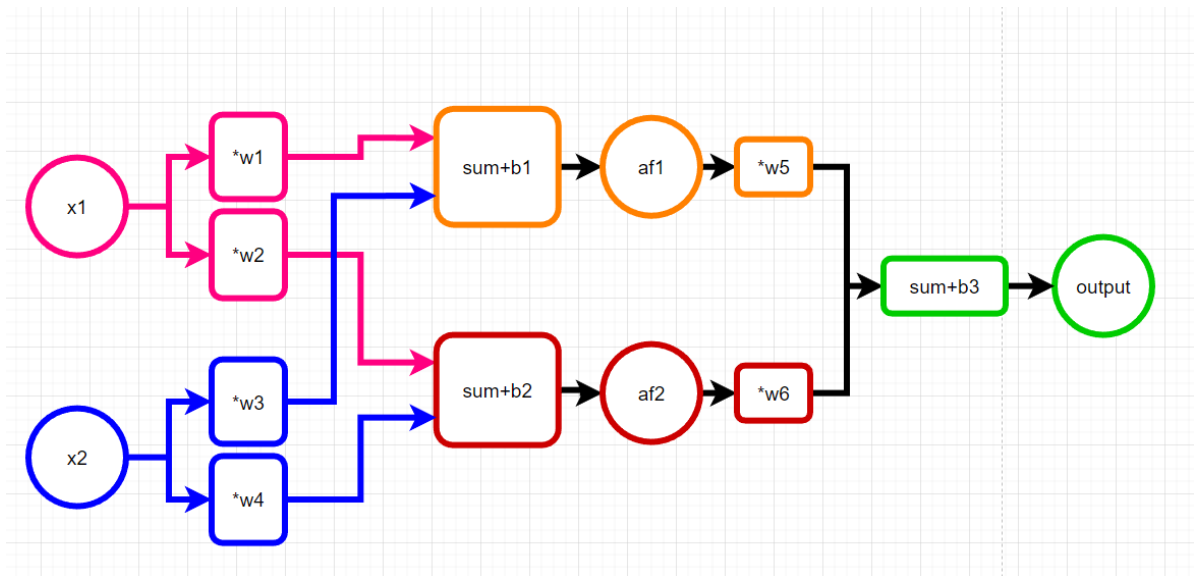 x1
*w1
*w2
x2
*w3
*w4
sum+b1
af1
*w5
sum+b2
af2
*w6
sum+b3
output